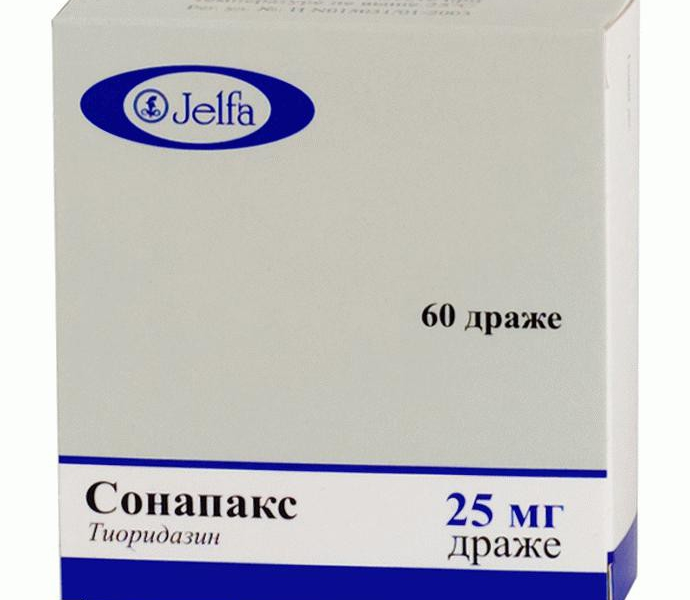 Jelfa
60 драже
Сонапакс
25 мг
Тиоридазин
драже